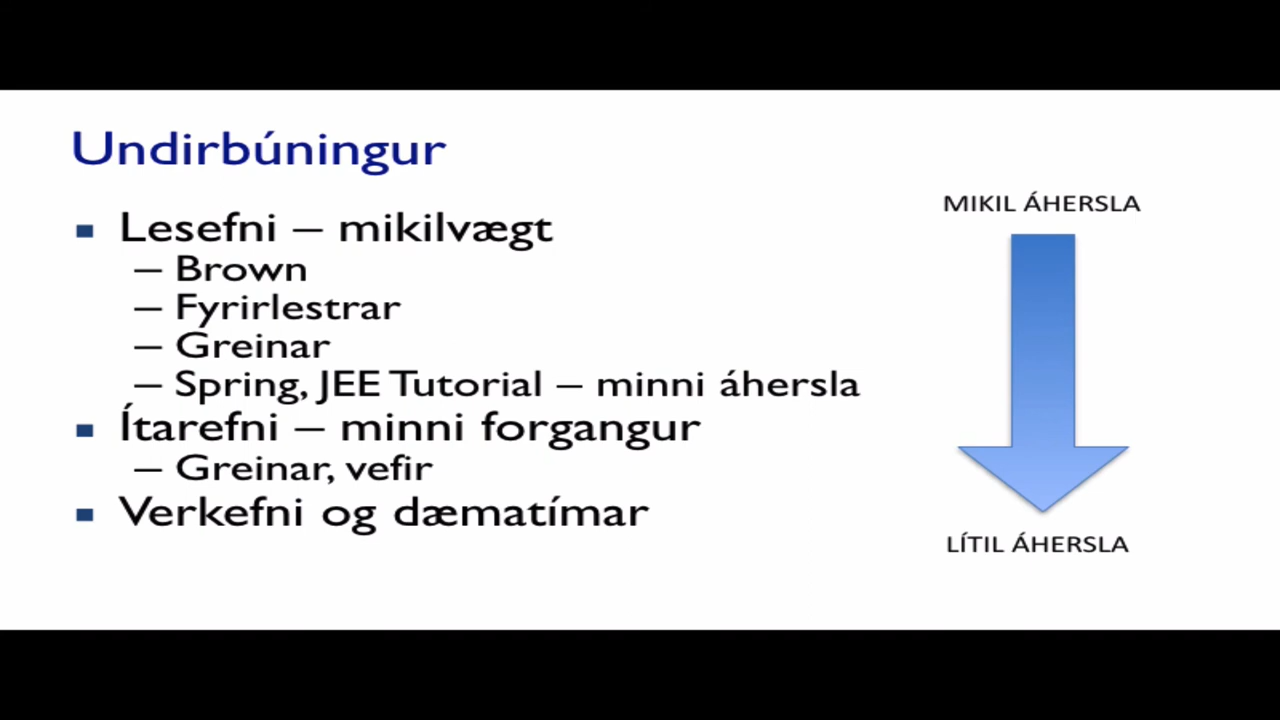 Undirbúningur
MIKIL ÁHERSLA
▪ Lesefni – mikilvægt
– Brown
– Fyrirlestrar
– Greinar
– Spring, JEE Tutorial – minni áhersla
▪ Ítarefni – minni forgangur
– Greinar, vefir
▪ Verkefni og dæmatímar
LÍTIL ÁHERSLA